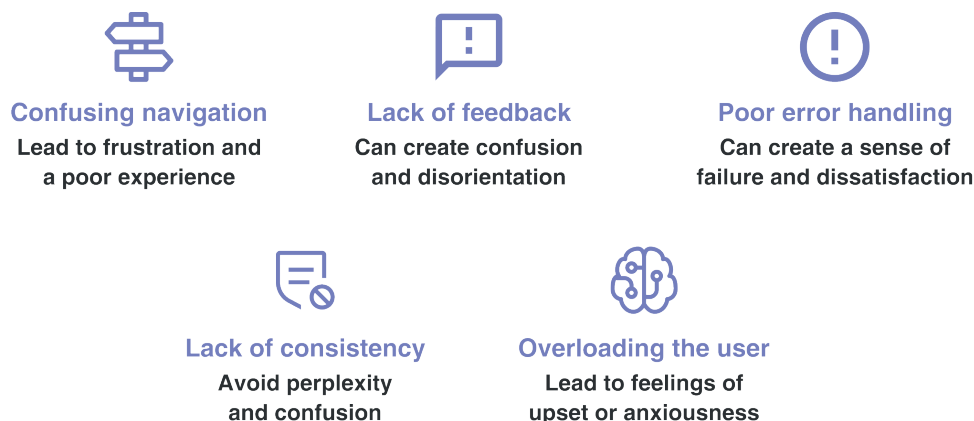 Confusing navigation
Lead to frustration and
a poor experience
Lack of feedback
Can create confusion
and disorientation
Poor error handling
Can create a sense of
failure and dissatisfaction
Lack of consistency
Avoid perplexity
and confusion
Overloading the user
Lead to feelings of
upset or anxiousness